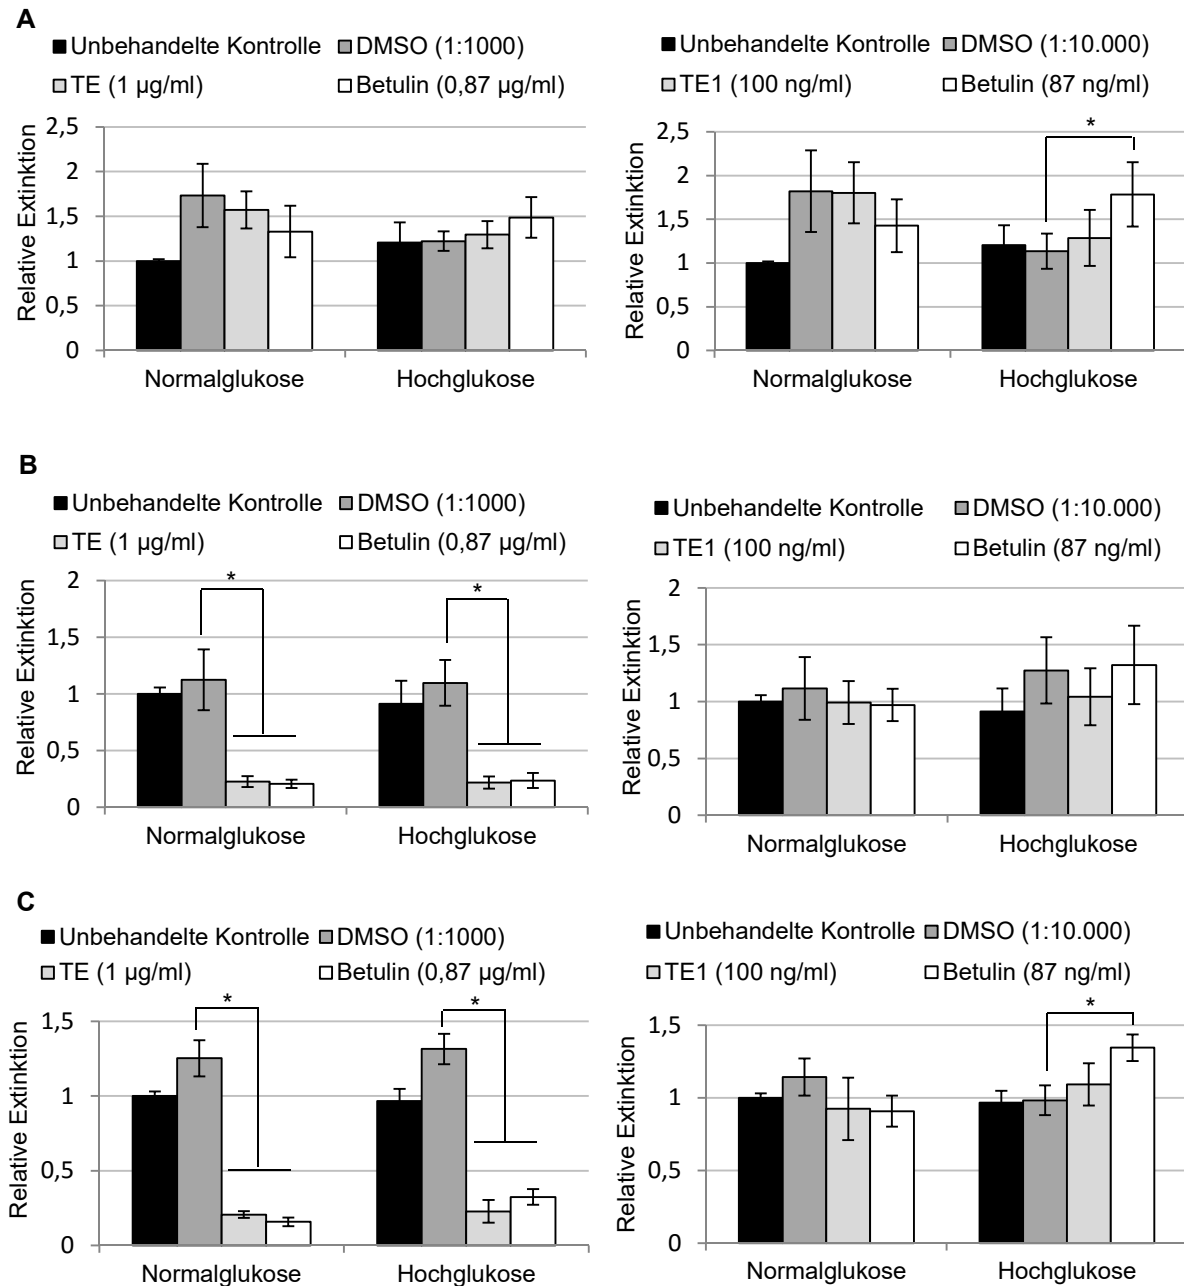 A
Unbehandelte Kontrolle DMSO (1:1000)
TE (1 µg/ml) Betulin (0,87 µg/ml)
Relative Extinktion
2,5
2
1,5
1
0,5
0
Normalglukose Hochglukose
Unbehandelte Kontrolle DMSO (1:10.000)
TE1 (100 ng/ml) Betulin (87 ng/ml)
Relative Extinktion
*
2,5
2
1,5
1
0,5
0
Normalglukose Hochglukose
B
Unbehandelte Kontrolle DMSO (1:1000)
TE (1 µg/ml) Betulin (0,87 µg/ml)
Relative Extinktion
* *
2
1,5
1
0,5
0
Normalglukose Hochglukose
Unbehandelte Kontrolle DMSO (1:10.000)
TE1 (100 ng/ml) Betulin (87 ng/ml)
Relative Extinktion
2
1,5
1
0,5
0
Normalglukose Hochglukose
C
Unbehandelte Kontrolle DMSO (1:1000)
TE (1 µg/ml) Betulin (0,87 µg/ml)
Relative Extinktion
* *
1,5
1
0,5
0
Normalglukose Hochglukose
Unbehandelte Kontrolle DMSO (1:10.000)
TE1 (100 ng/ml) Betulin (87 ng/ml)
Relative Extinktion
*
1,5
1
0,5
0
Normalglukose Hochglukose